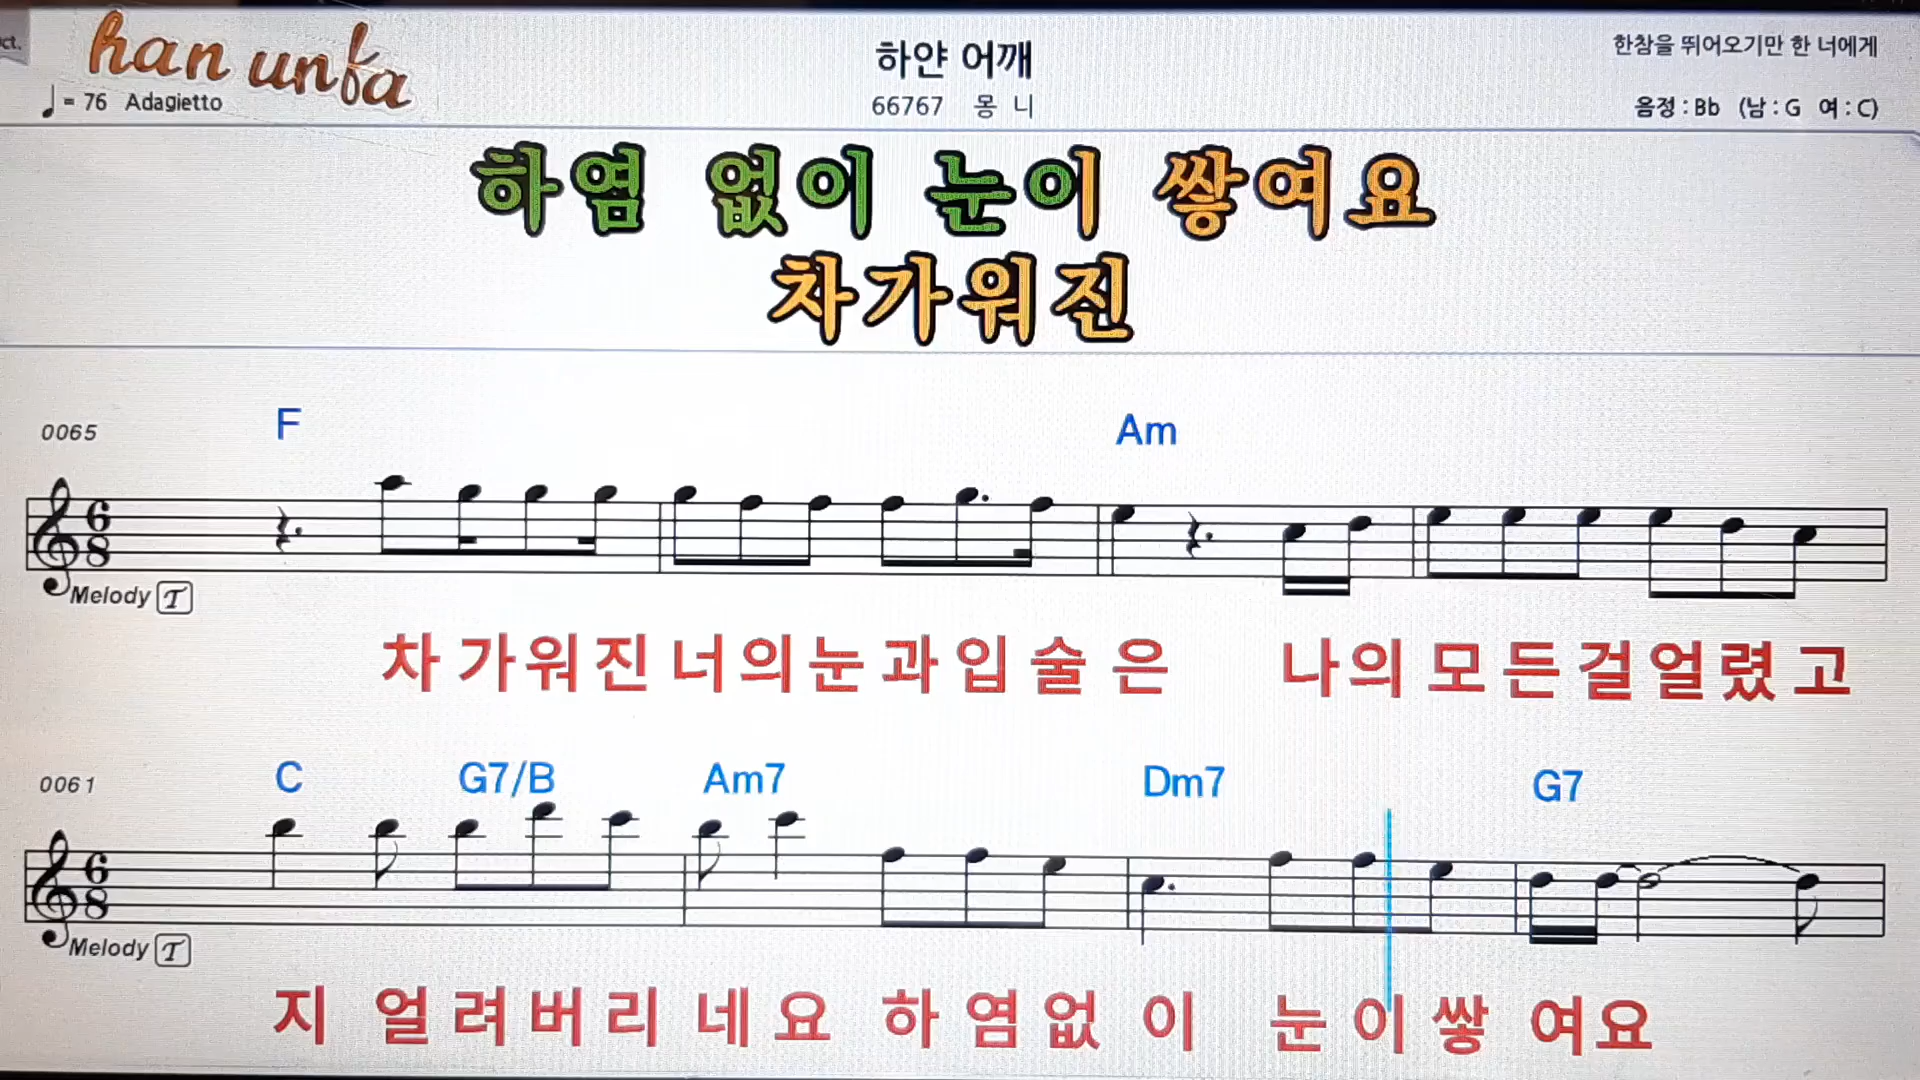 ct.
han unfa
♩= 76 Adagietto
하얀 어깨
66767 몽 니
한참을 뛰어오기만 한 너에게
음정 : Bb (남 : G 여 : C)
하염 없이 눈이 쌓여요
차가워진
0065 F Am
6
8
Melody T
차 가워진 너의눈과입 술 은 나의 모든걸얼렸고
0061 C G7/B Am7 Dm7 G7
6
8
Melody T
지 얼려버리 네요 하염없 이 눈이쌓 여요